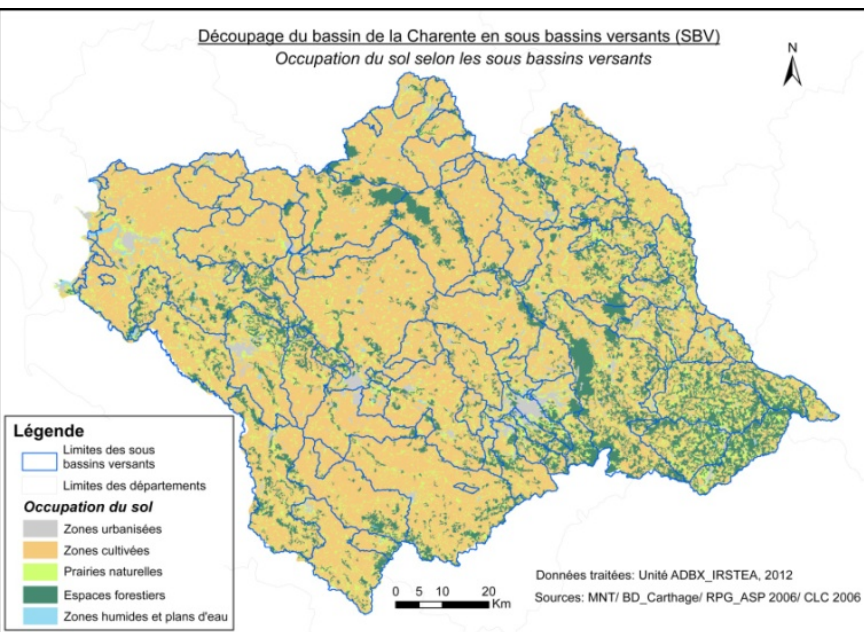 Découpage du bassin de la Charente en sous bassins versants (SBV)
Occupation du sol selon les sous bassins versants
N
Légende
Limites des sous
bassins versants
Limites des départements
Occupation du sol
Zones urbanisées
Zones cultivées
Prairies naturelles
Espaces forestiers
Zones humides et plans d'eau
0 5 10 20
Km
Données traitées: Unité ADBX_IRSTEA, 2012
Sources: MNT/ BD_Carthage/ RPG_ASP 2006/ CLC 2006